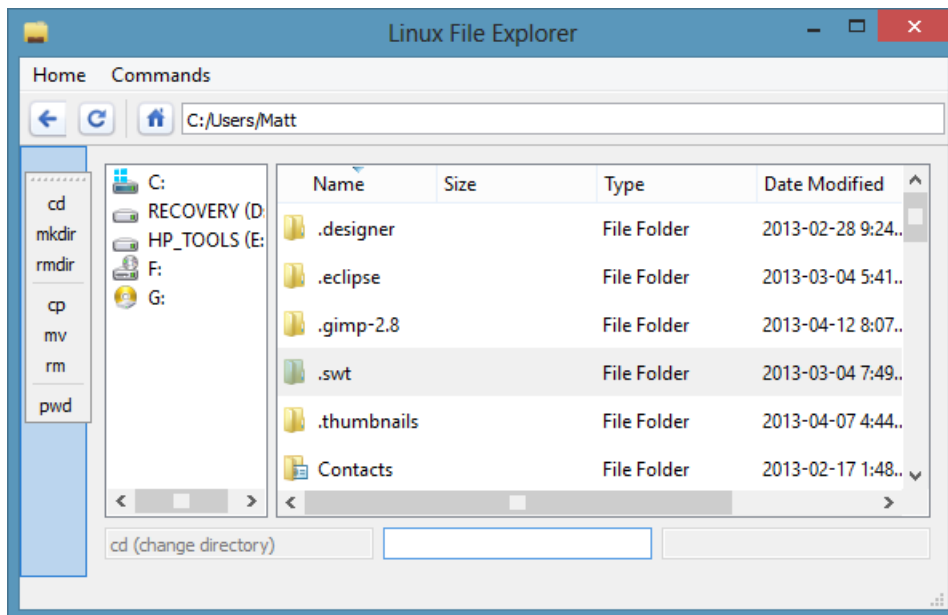 Linux File Explorer
Home Commands
C:/Users/Matt
cd
mkdir
rmdir
cp
mv
rm
pwd
C:
RECOVERY (D:
HP_TOOLS (E:
F:
G:
Name Size Type Date Modified
.designer File Folder 2013-02-28 9:24..
.eclipse File Folder 2013-03-04 5:41..
.gimp-2.8 File Folder 2013-04-12 8:07..
.swt File Folder 2013-03-04 7:49..
.thumbnails File Folder 2013-04-07 4:44..
Contacts File Folder 2013-02-17 1:48..
cd (change directory)